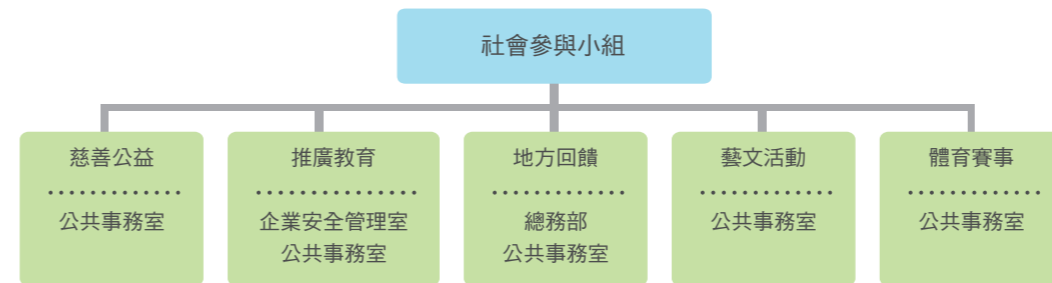 社會參與小組
慈善公益
公共事務室
推廣教育
企業安全管理室
公共事務室
地方回饋
總務部
公共事務室
藝文活動
公共事務室
體育賽事
公共事務室